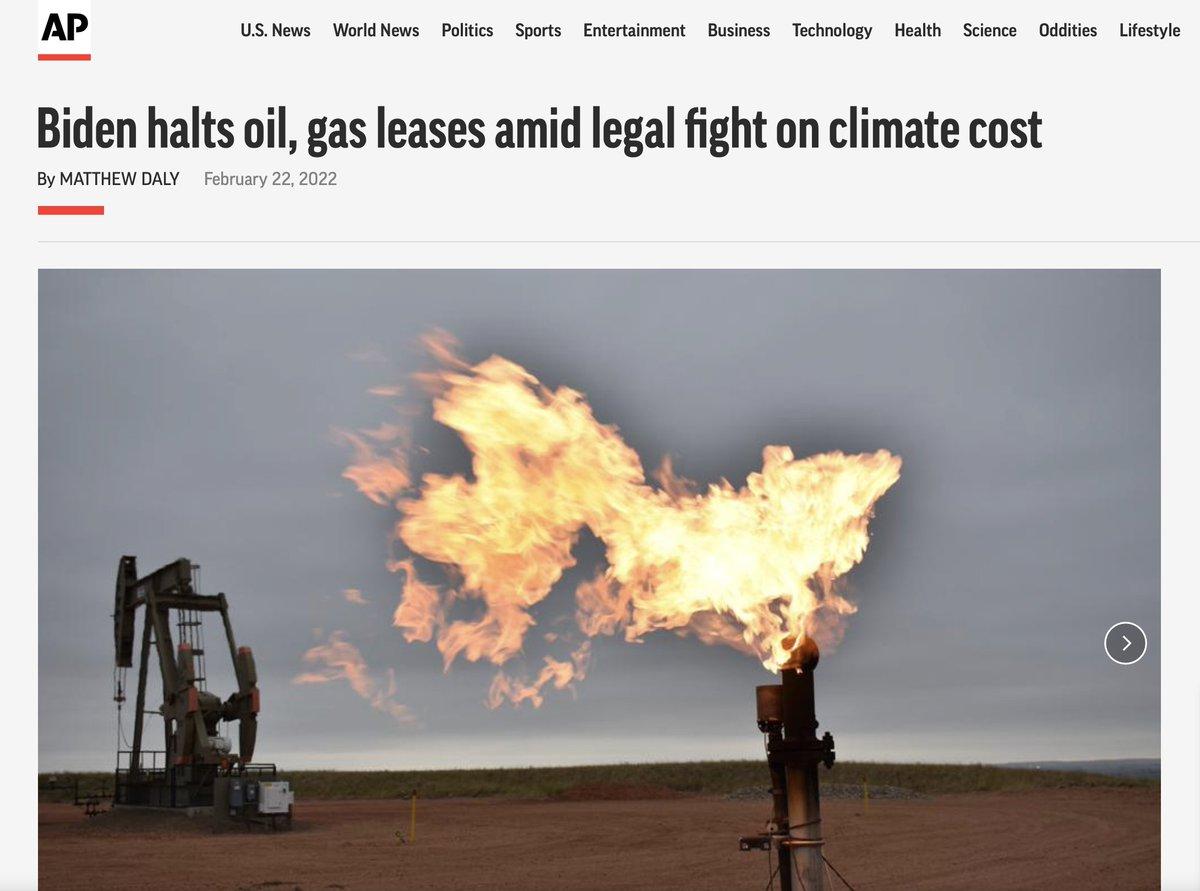 AP
U.S. News World News Politics Sports Entertainment Business Technology Health Science Oddities Lifestyle
Biden halts oil, gas leases amid legal fight on climate cost
By MATTHEW DALY February 22, 2022